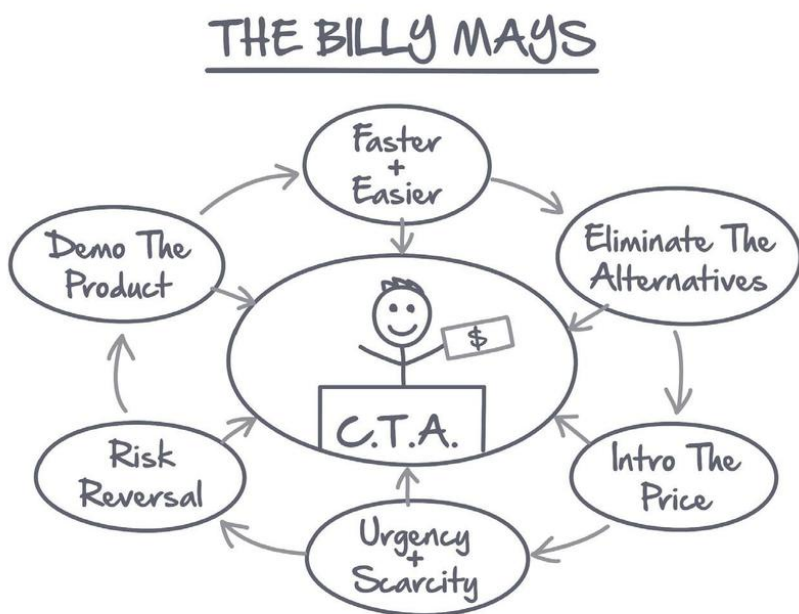 THE BILLY MAYS
Faster
+
Easier
Eliminate The
Alternatives
Intro The
Price
Urgency
+
Scarcity
Risk
Reversal
Demo The
Product
$
C.T.A.